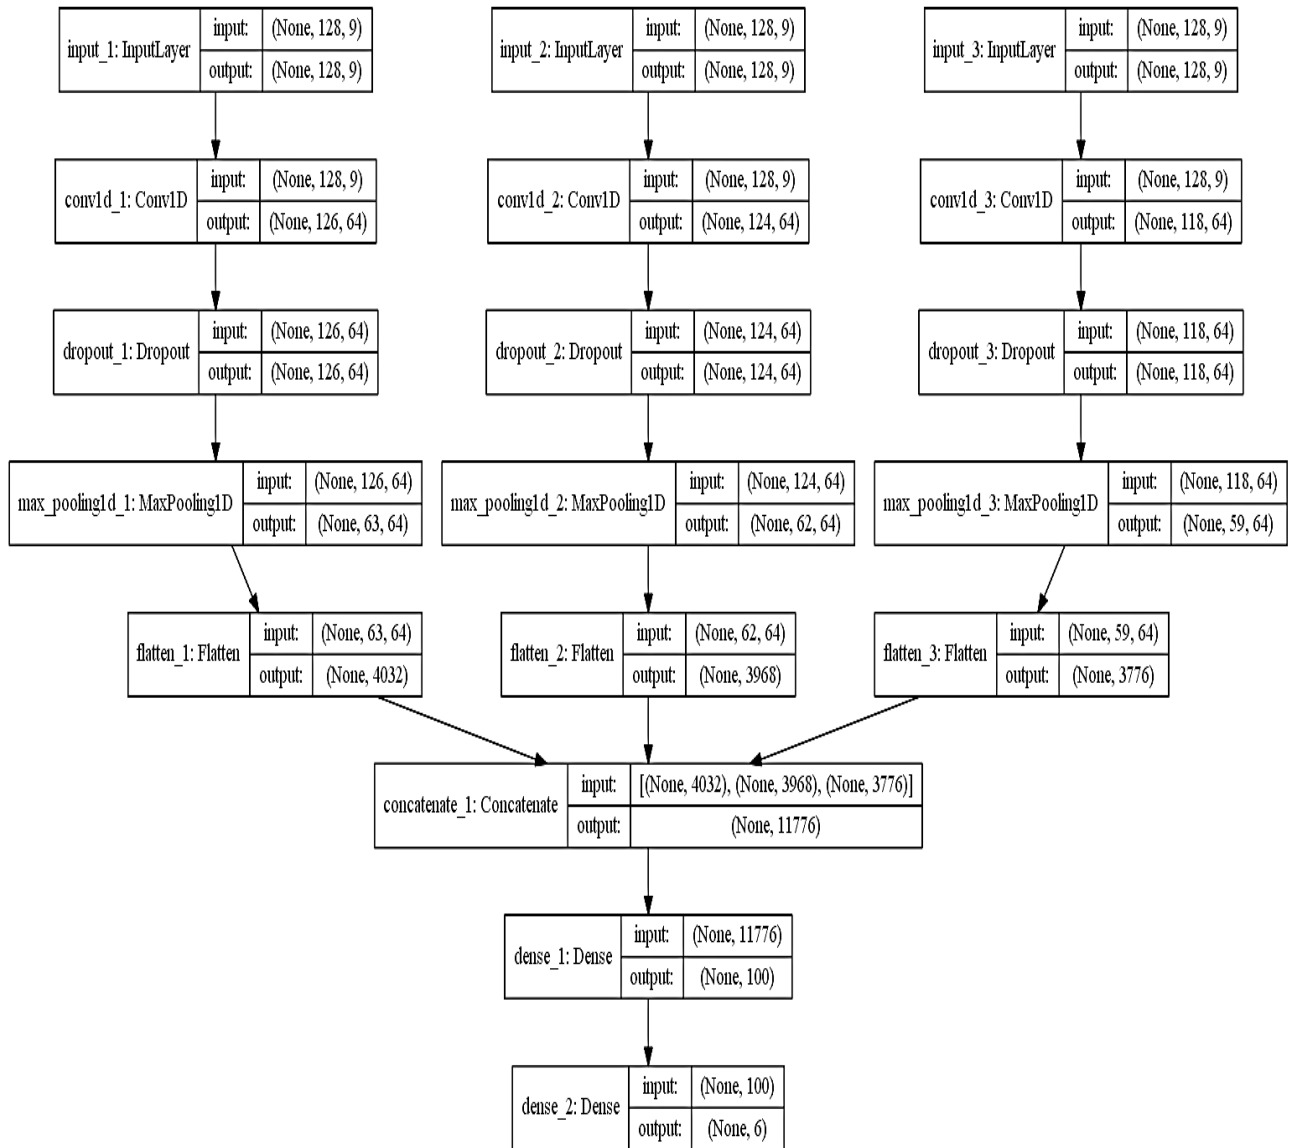 input_1: InputLayer
input: (None, 128, 9)
output: (None, 128, 9)
input_2: InputLayer
input: (None, 128, 9)
output: (None, 128, 9)
input_3: InputLayer
input: (None, 128, 9)
output: (None, 128, 9)
conv1d_1: Conv1D
input: (None, 128, 9)
output: (None, 126, 64)
conv1d_2: Conv1D
input: (None, 128, 9)
output: (None, 124, 64)
conv1d_3: Conv1D
input: (None, 128, 9)
output: (None, 118, 64)
dropout_1: Dropout
input: (None, 126, 64)
output: (None, 126, 64)
dropout_2: Dropout
input: (None, 124, 64)
output: (None, 124, 64)
dropout_3: Dropout
input: (None, 118, 64)
output: (None, 118, 64)
max_pooling1d_1: MaxPooling1D
input: (None, 126, 64)
output: (None, 63, 64)
max_pooling1d_2: MaxPooling1D
input: (None, 124, 64)
output: (None, 62, 64)
max_pooling1d_3: MaxPooling1D
input: (None, 118, 64)
output: (None, 59, 64)
flatten_1: Flatten
input: (None, 63, 64)
output: (None, 4032)
flatten_2: Flatten
input: (None, 62, 64)
output: (None, 3968)
flatten_3: Flatten
input: (None, 59, 64)
output: (None, 3776)
concatenate_1: Concatenate
input: [(None, 4032), (None, 3968), (None, 3776)]
output: (None, 11776)
dense_1: Dense
input: (None, 11776)
output: (None, 100)
dense_2: Dense
input: (None, 100)
output: (None, 6)